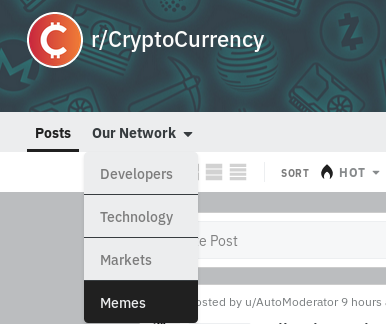 r/CryptoCurrency
Posts Our Network
Developers
SORT HOT
Technology
e Post
Markets
Memes
osted by u/AutoModerator 9 hours